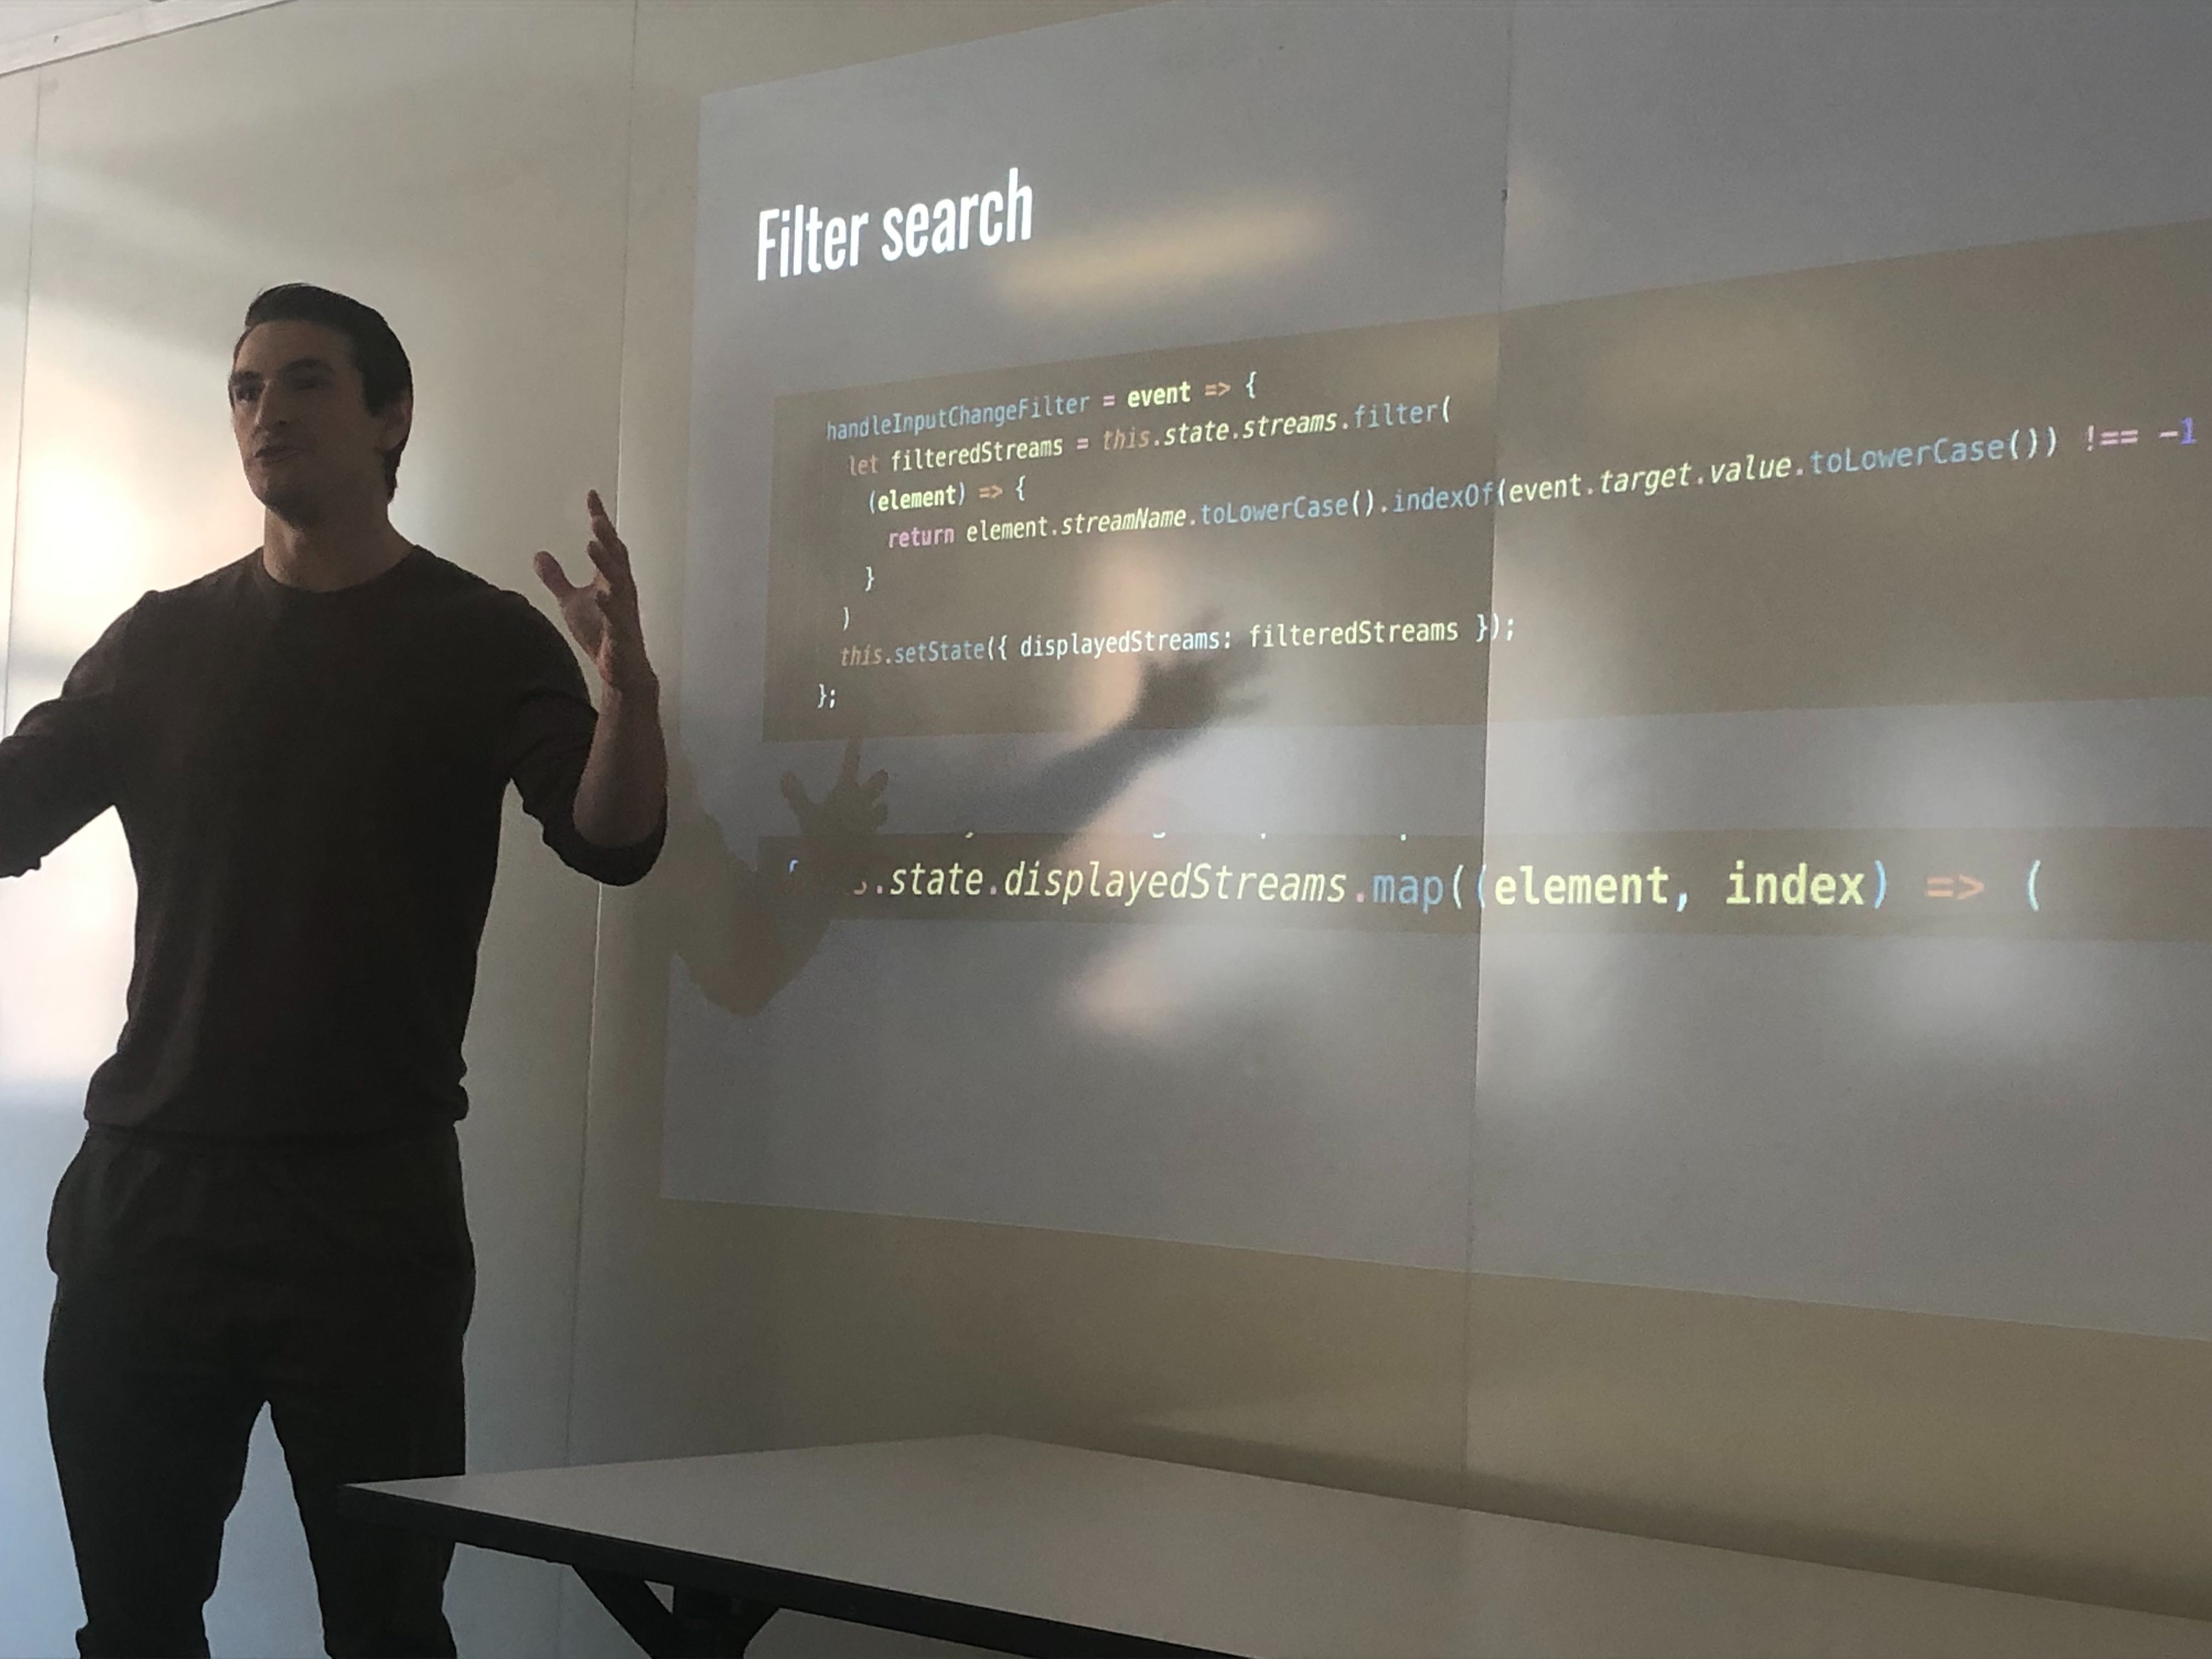 Filter search
handleInputChangeFilter = event => {
let filteredStreams = this.state.streams.filter(
(element) => {
return element.streamName.toLowerCase().indexOf(event.target.value.toLowerCase()) !== -1
}
)
this.setState({ displayedStreams: filteredStreams });
};
.state.displayedStreams.map((element, index) => (